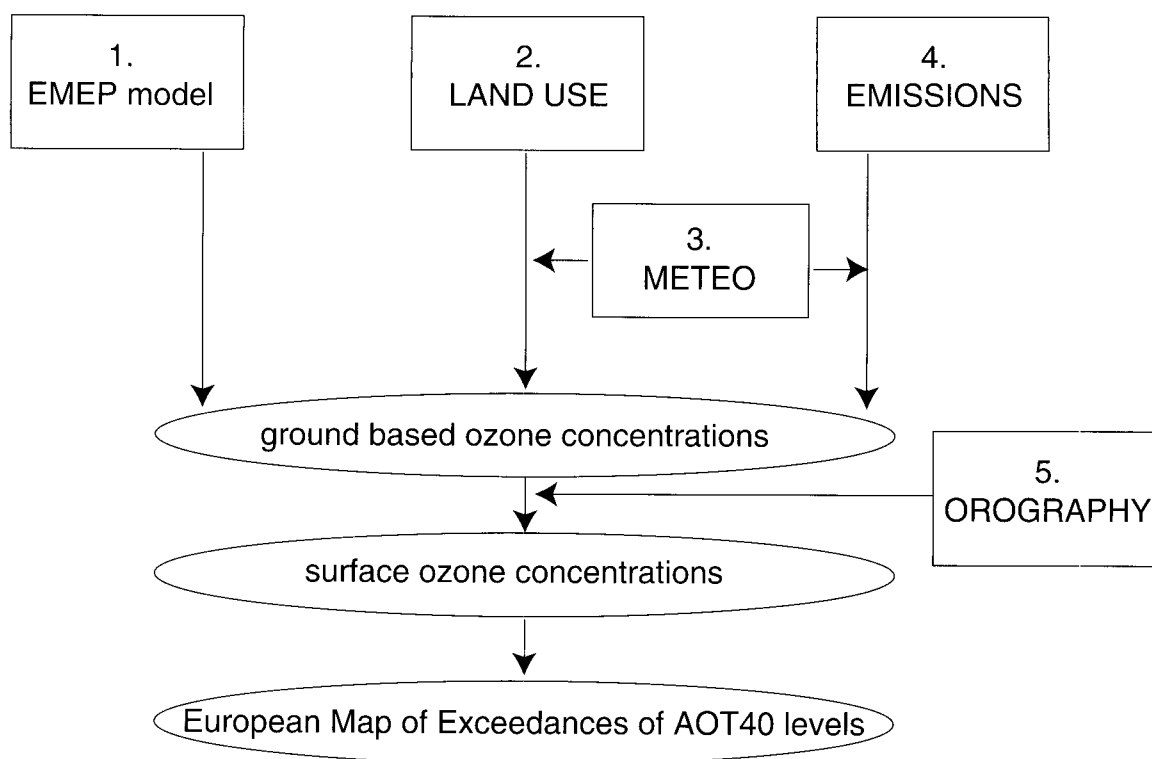 1.
EMEP model
2.
LAND USE
4.
EMISSIONS
3.
METEO
ground based ozone concentrations
5.
OROGRAPHY
surface ozone concentrations
European Map of Exceedances of AOT40 levels